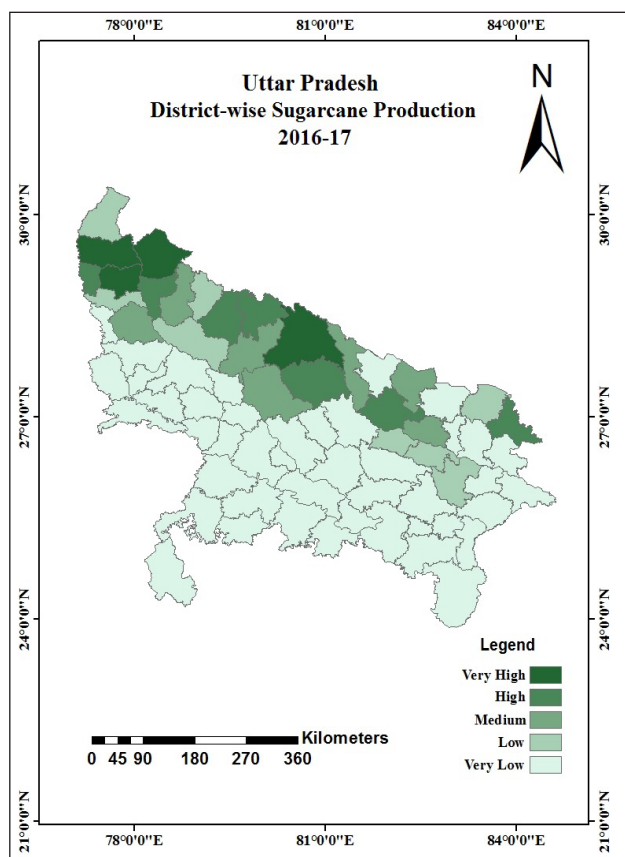 78°0'0"E 81°0'0"E 84°0'0"E
Uttar Pradesh
District-wise Sugarcane Production
2016-17
N
30°0'0"N 30°0'0"N
27°0'0"N 27°0'0"N
24°0'0"N 24°0'0"N
21°0'0"N 21°0'0"N
Legend
Very High
High
Medium
Low
Very Low
Kilometers
0 45 90 180 270 360
78°0'0"E 81°0'0"E 84°0'0"E